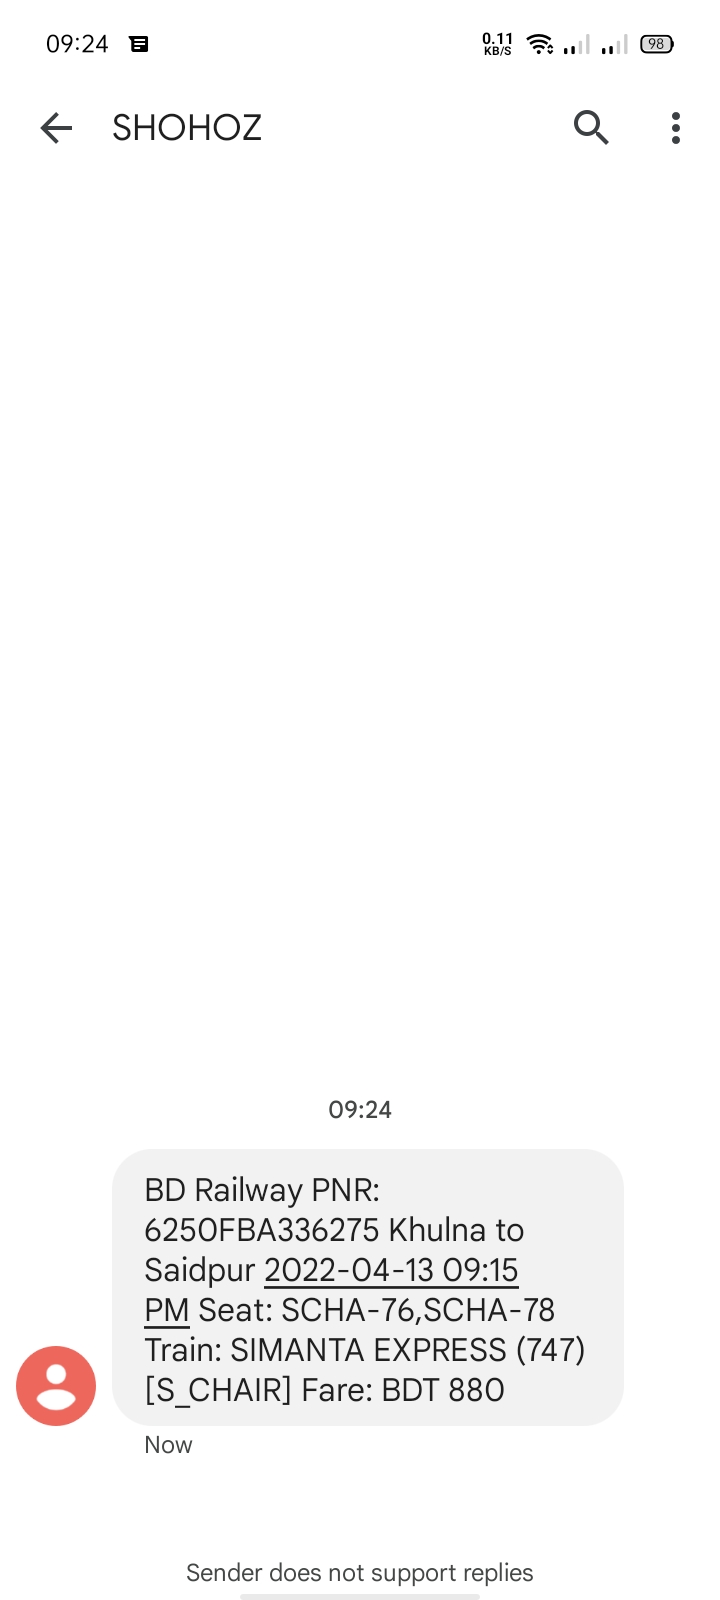 09:24
0.11
KB/S
98
SHOHOZ
09:24
BD Railway PNR:
6250FBA336275 Khulna to
Saidpur 2022-04-13 09:15
PM Seat: SCHA-76,SCHA-78
Train: SIMANTA EXPRESS (747)
[S_CHAIR] Fare: BDT 880
Now
Sender does not support replies